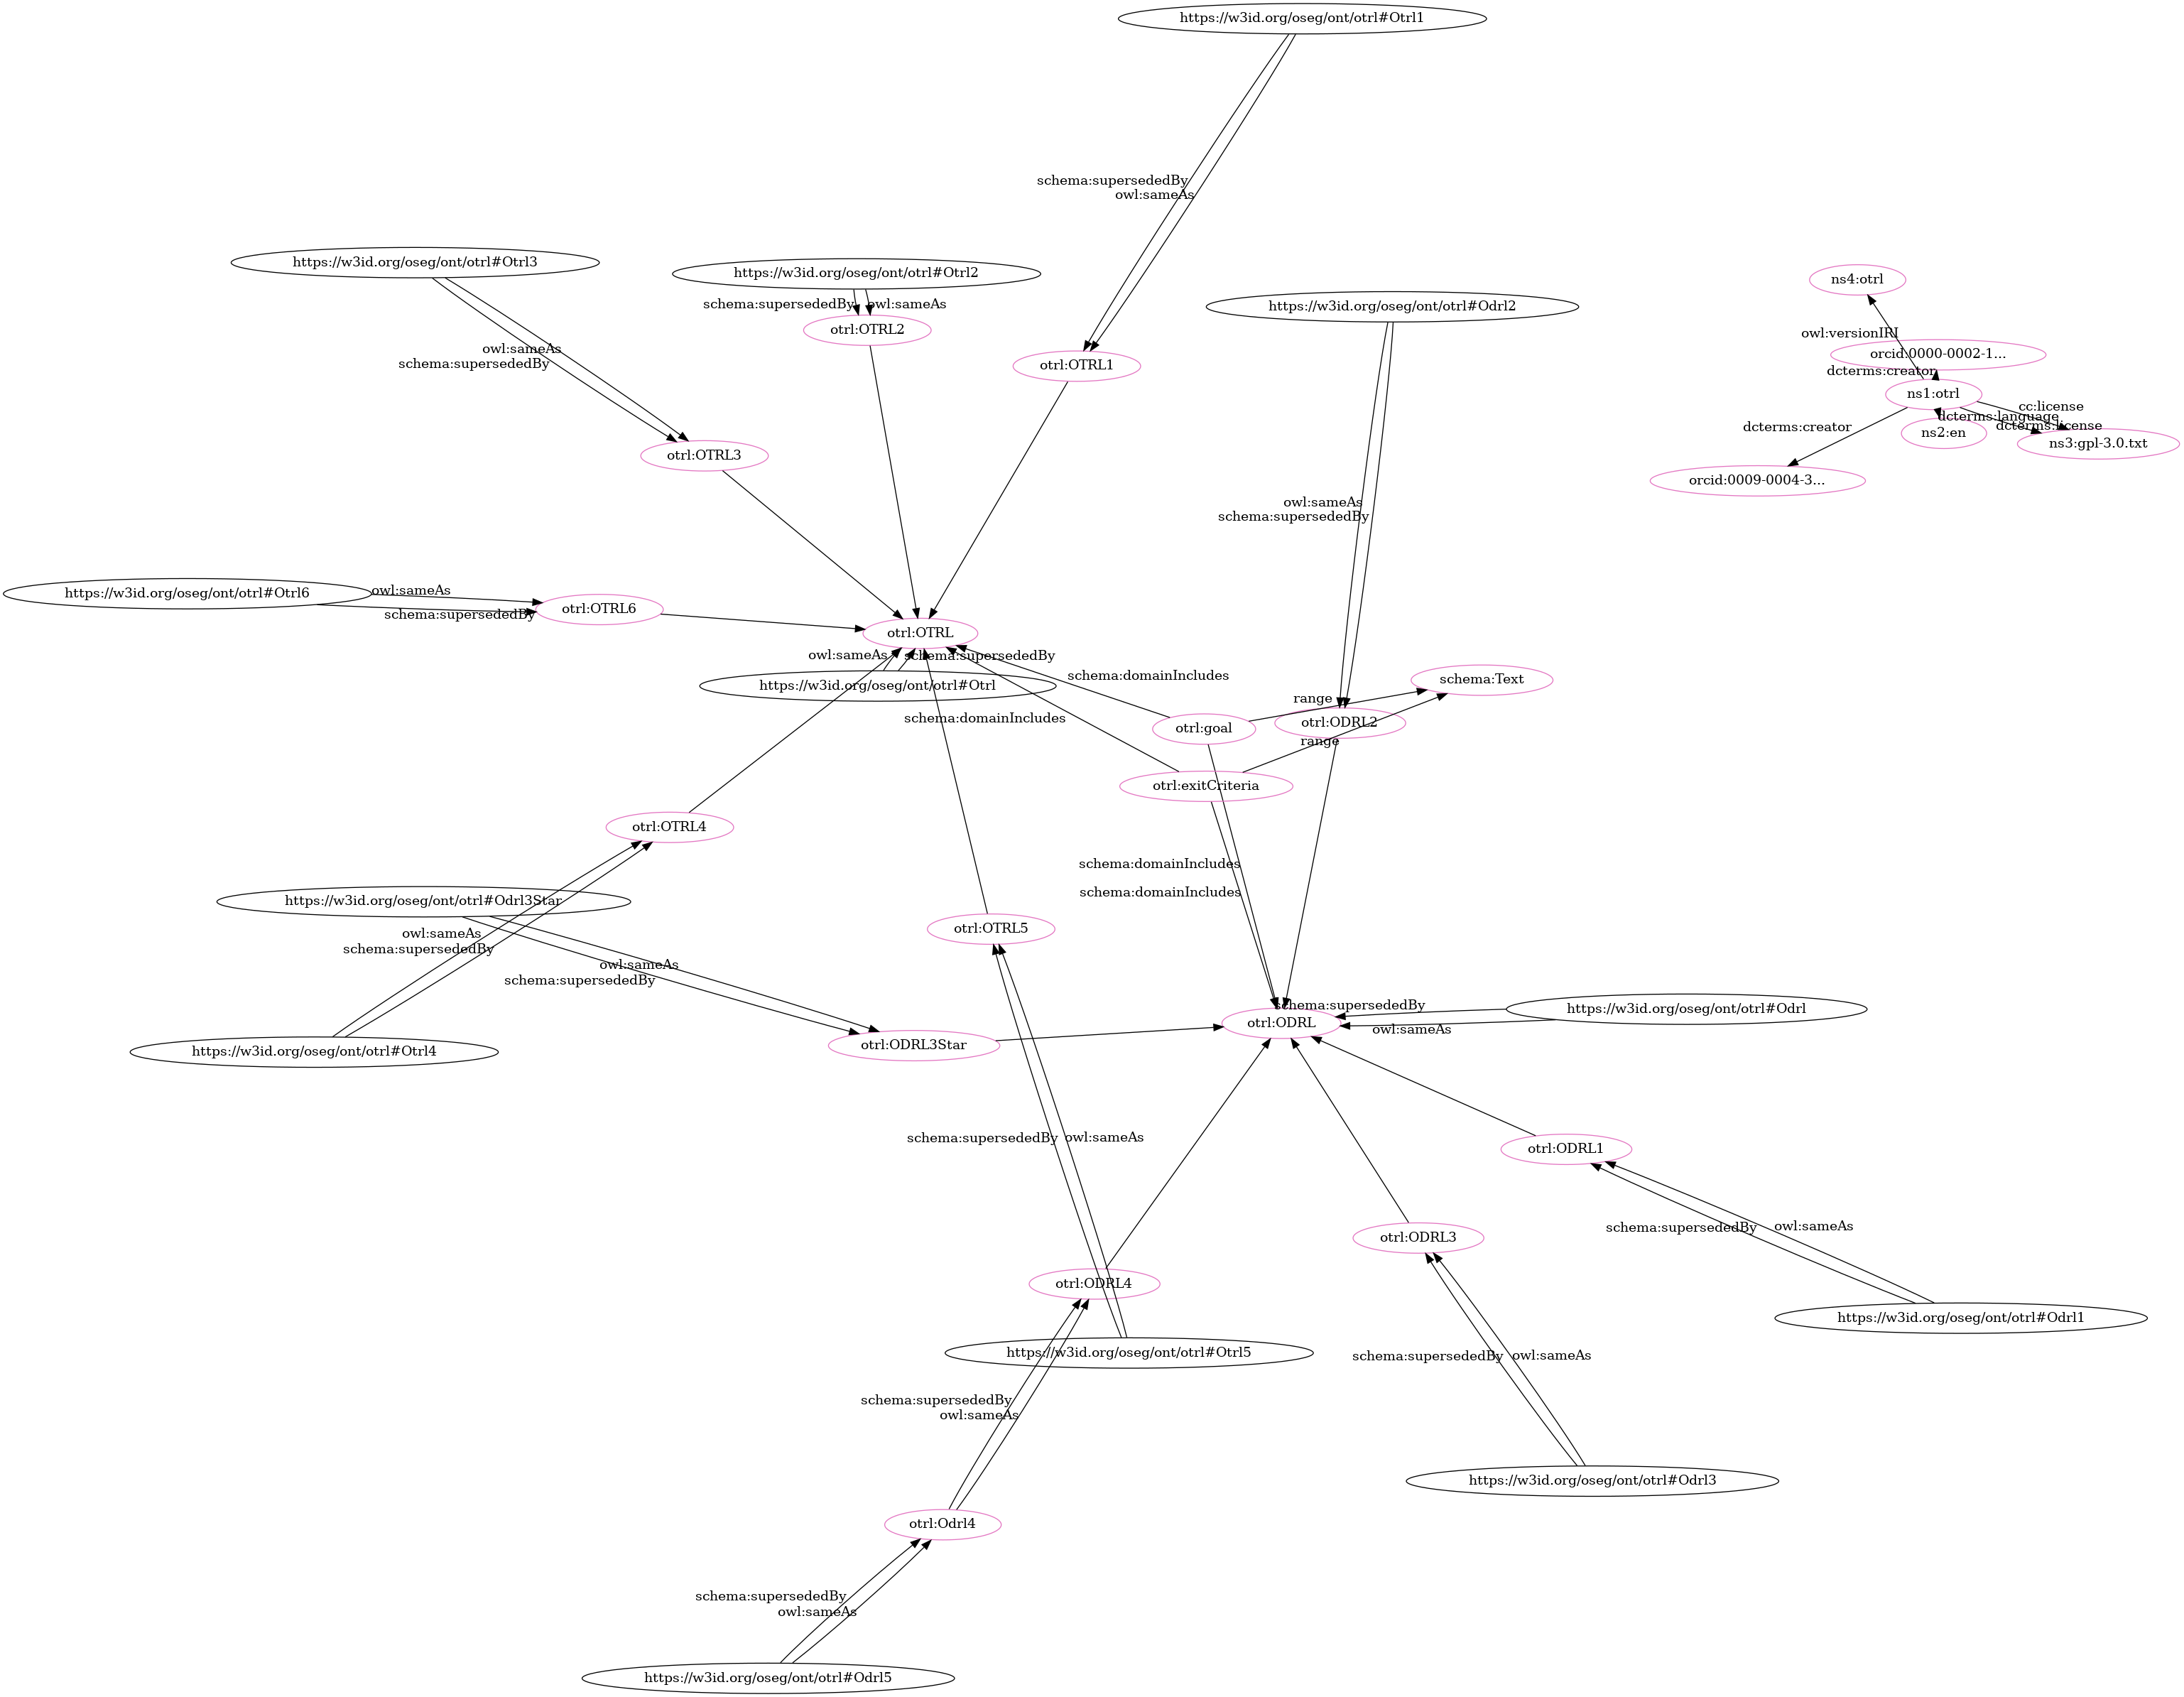 https://w3id.org/oseg/ont/otrl#Otrl1
schema:supersededBy
owl:sameAs
https://w3id.org/oseg/ont/otrl#Otrl3
https://w3id.org/oseg/ont/otrl#Otrl2
ns4:otrl
schema:supersededBy
owl:sameAs
https://w3id.org/oseg/ont/otrl#Odrl2
otrl:OTRL2
owl:versionIRI
owl:sameAs
schema:supersededBy
otrl:OTRL1
orcid:0000-0002-1...
dcterms:creator
ns1:otrl
cc:license
dcterms:language
dcterms:license
dcterms:creator
ns2:en
ns3:gpl-3.0.txt
otrl:OTRL3
orcid:0009-0004-3...
owl:sameAs
schema:supersededBy
https://w3id.org/oseg/ont/otrl#Otrl6
owl:sameAs
schema:supersededBy
otrl:OTRL6
otrl:OTRL
owl:sameAs
schema:supersededBy
https://w3id.org/oseg/ont/otrl#Otrl
schema:domainIncludes
schema:Text
range
schema:domainIncludes
otrl:goal
otrl:ODRL2
range
otrl:exitCriteria
otrl:OTRL4
schema:domainIncludes
schema:domainIncludes
https://w3id.org/oseg/ont/otrl#Odrl3Star
otrl:OTRL5
owl:sameAs
schema:supersededBy
owl:sameAs
schema:supersededBy
schema:supersededBy
https://w3id.org/oseg/ont/otrl#Odrl
otrl:ODRL
owl:sameAs
https://w3id.org/oseg/ont/otrl#Otrl4
otrl:ODRL3Star
schema:supersededBy
owl:sameAs
otrl:ODRL1
otrl:ODRL3
schema:supersededBy
owl:sameAs
otrl:ODRL4
https://w3id.org/oseg/ont/otrl#Odrl1
https://w3id.org/oseg/ont/otrl#Otrl5
schema:supersededBy
owl:sameAs
schema:supersededBy
owl:sameAs
https://w3id.org/oseg/ont/otrl#Odrl3
otrl:Odrl4
schema:supersededBy
owl:sameAs
https://w3id.org/oseg/ont/otrl#Odrl5